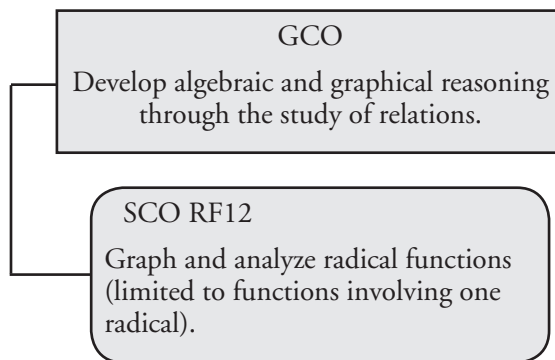 GCO
Develop algebraic and graphical reasoning
through the study of relations.
SCO RF12
Graph and analyze radical functions
(limited to functions involving one
radical).